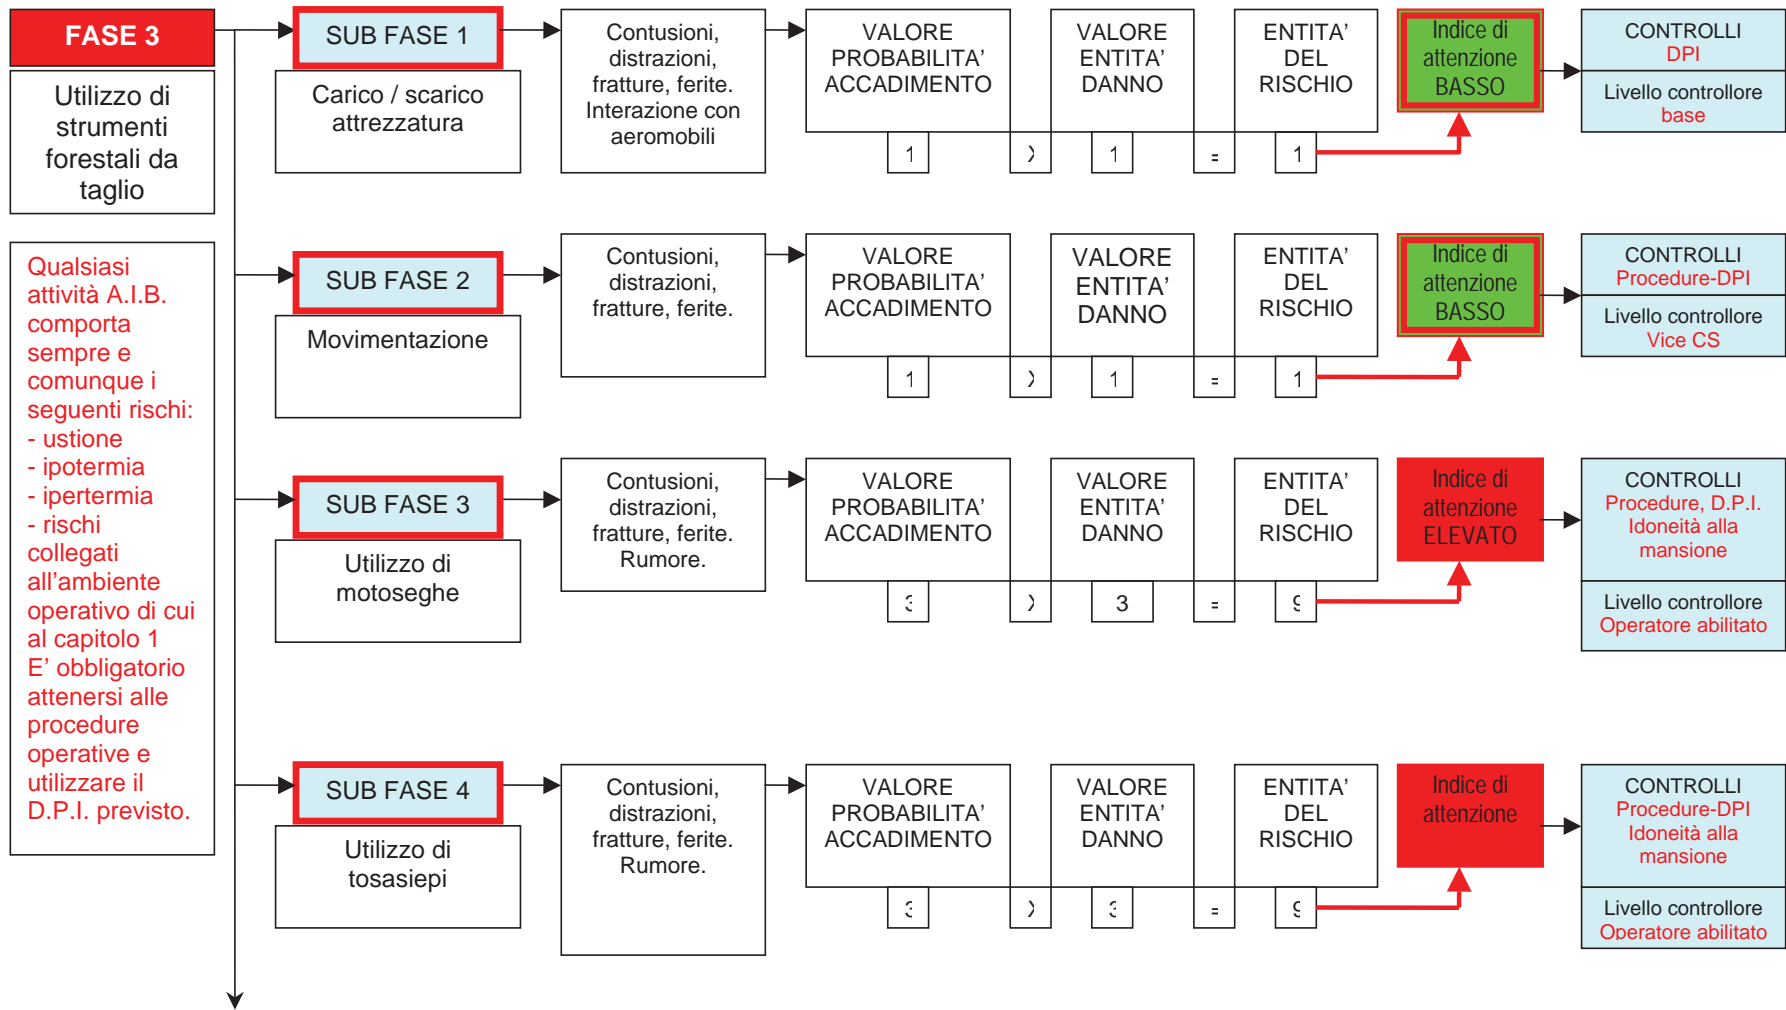 FASE 3
Utilizzo di
strumenti
forestali da
taglio
Qualsiasi
attività A.I.B.
comporta
sempre e
comunque i
seguenti rischi:
- ustione
- ipotermia
- ipertermia
- rischi
collegati
all’ambiente
operativo di cui
al capitolo 1
E’ obbligatorio
attenersi alle
procedure
operative e
utilizzare il
D.P.I. previsto.
SUB FASE 1
Carico / scarico
attrezzatura
Contusioni,
distrazioni,
fratture, ferite.
Interazione con
aeromobili
VALORE
PROBABILITA’
ACCADIMENTO
1
X
VALORE
ENTITA’
DANNO
1
=
ENTITA’
DEL
RISCHIO
1
Indice di
attenzione
BASSO
CONTROLLI
DPI
Livello controllore
base
SUB FASE 2
Movimentazione
Contusioni,
distrazioni,
fratture, ferite.
VALORE
PROBABILITA’
ACCADIMENTO
1
X
VALORE
ENTITA’
DANNO
1
=
ENTITA’
DEL
RISCHIO
1
Indice di
attenzione
BASSO
CONTROLLI
Procedure-DPI
Livello controllore
Vice CS
SUB FASE 3
Utilizzo di
motoseghe
Contusioni,
distrazioni,
fratture, ferite.
Rumore.
VALORE
PROBABILITA’
ACCADIMENTO
3
X
VALORE
ENTITA’
DANNO
3
=
ENTITA’
DEL
RISCHIO
9
Indice di
attenzione
ELEVATO
CONTROLLI
Procedure, D.P.I.
Idoneità alla
mansione
Livello controllore
Operatore abilitato
SUB FASE 4
Utilizzo di
tosasiepi
Contusioni,
distrazioni,
fratture, ferite.
Rumore.
VALORE
PROBABILITA’
ACCADIMENTO
3
X
VALORE
ENTITA’
DANNO
3
=
ENTITA’
DEL
RISCHIO
9
Indice di
attenzione
CONTROLLI
Procedure-DPI
Idoneità alla
mansione
Livello controllore
Operatore abilitato